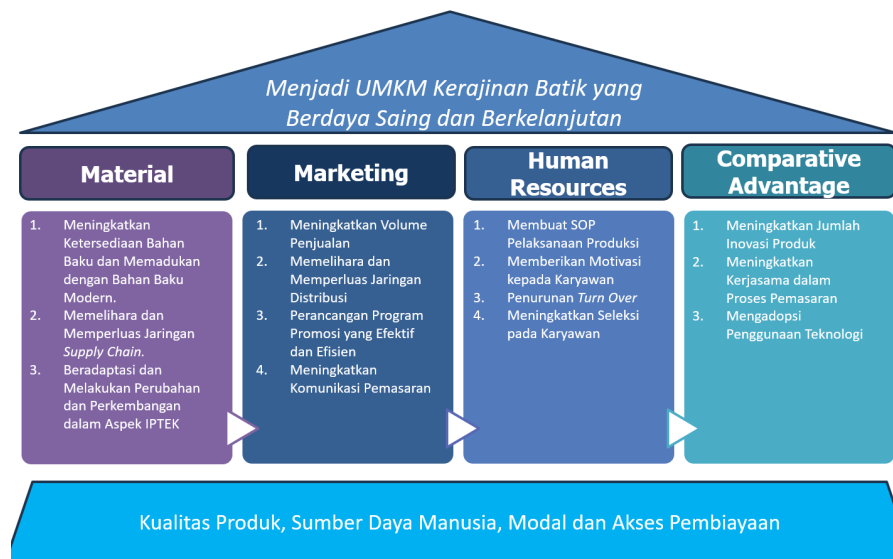 Menjadi UMKM Kerajinan Batik yang
Berdaya Saing dan Berkelanjutan
Material
1. Meningkatkan
Ketersediaan Bahan
Baku dan Memadukan
dengan Bahan Baku
Modern.
2. Memelihara dan
Memperluas Jaringan
Supply Chain.
3. Beradaptasi dan
Melakukan Perubahan
dan Perkembangan
dalam Aspek IPTEK
Marketing
1. Meningkatkan Volume
Penjualan
2. Memelihara dan
Memperluas Jaringan
Distribusi
3. Perancangan Program
Promosi yang Efektif
dan Efisien
4. Meningkatkan
Komunikasi Pemasaran
Human
Resources
1. Membuat SOP
Pelaksanaan Produksi
2. Memberikan Motivasi
kepada Karyawan
3. Penurunan Turn Over
4. Meningkatkan Seleksi
pada Karyawan
Comparative
Advantage
1. Meningkatkan Jumlah
Inovasi Produk
2. Meningkatkan
Kerjasama dalam
Proses Pemasaran
3. Mengadopsi
Penggunaan Teknologi
Kualitas Produk, Sumber Daya Manusia, Modal dan Akses Pembiayaan